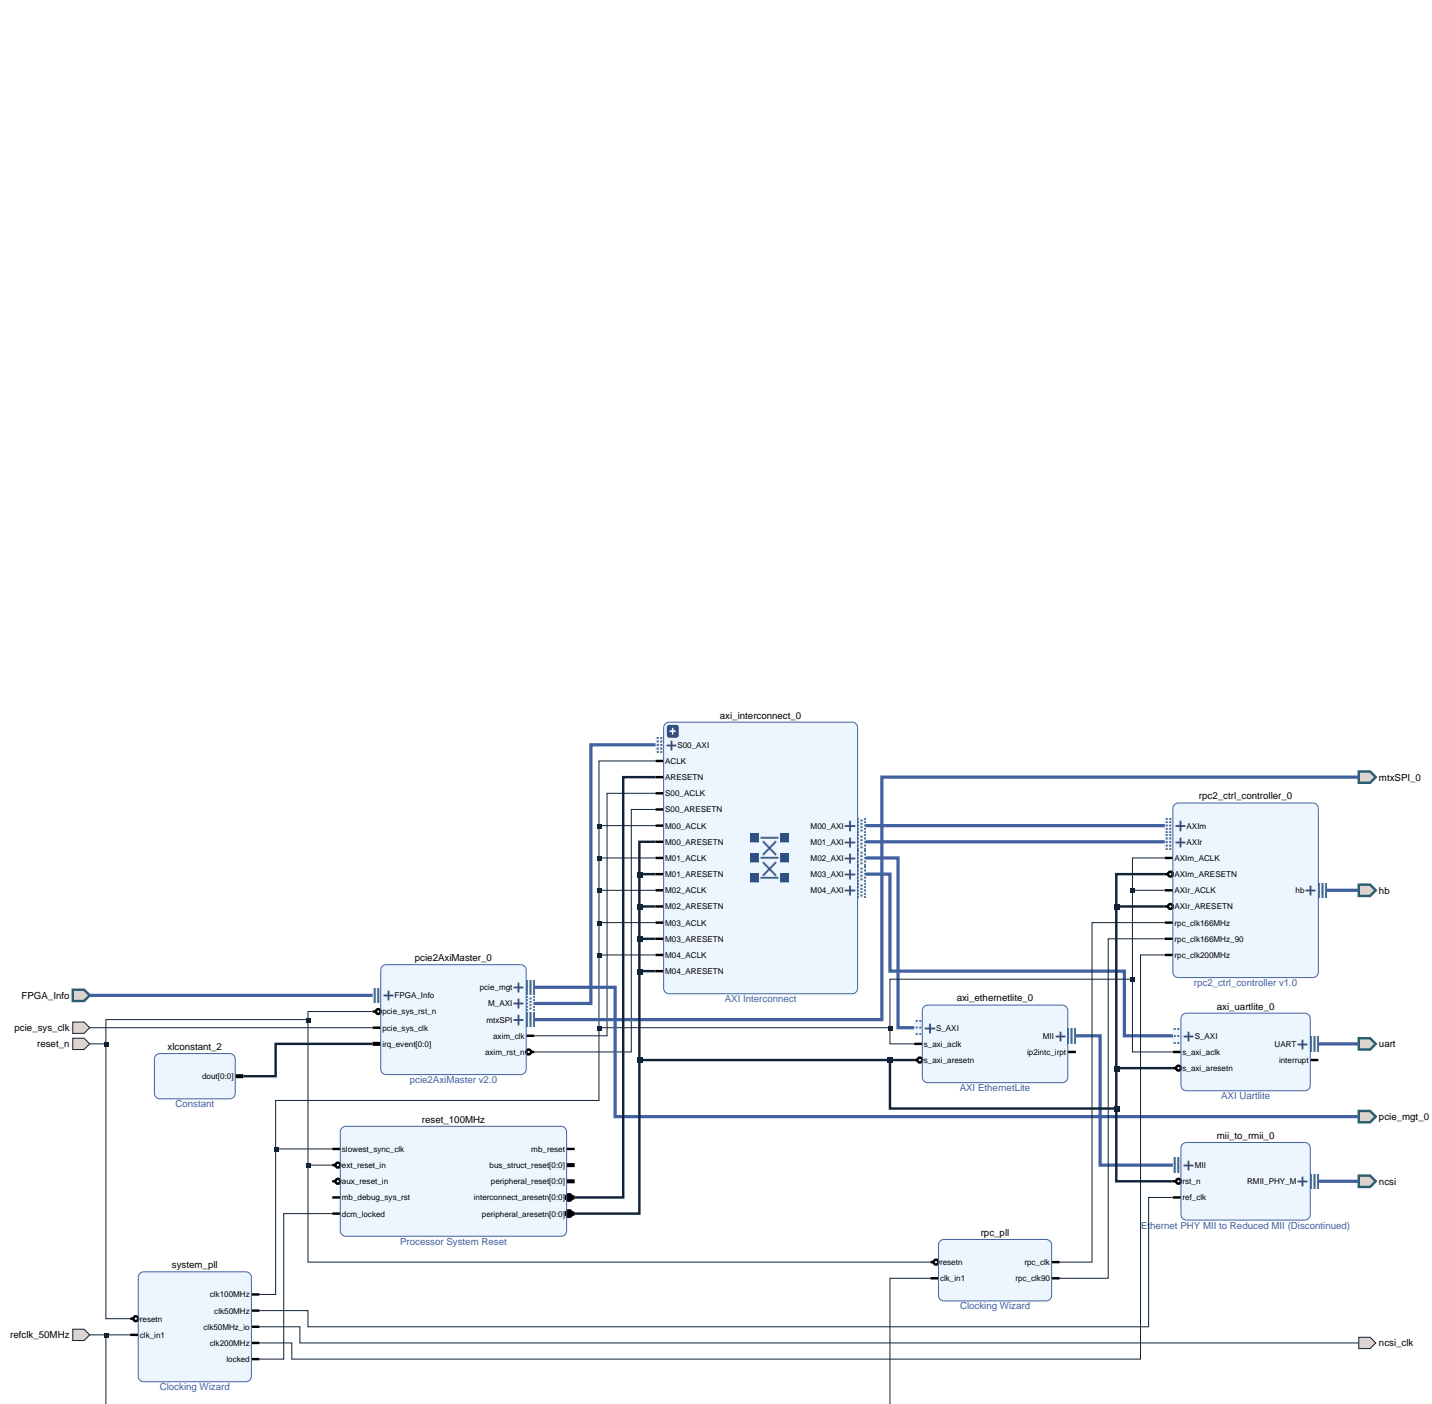 axi_interconnect_0
S00_AXI
ACLK
ARESETN
S00_ACLK
S00_ARESETN
M00_ACLK
M00_ARESETN
M01_ACLK
M01_ARESETN
M02_ACLK
M02_ARESETN
M03_ACLK
M03_ARESETN
M04_ACLK
M04_ARESETN
M00_AXI
M01_AXI
M02_AXI
M03_AXI
M04_AXI
AXI Interconnect
mtxSPI_0
rpc2_ctrl_controller_0
AXIm
AXIr
AXIm_ACLK
AXIm_ARESETN
AXIr_ACLK
AXIr_ARESETN
rpc_clk166MHz
rpc_clk166MHz_90
rpc_clk200MHz
hb
rpc2_ctrl_controller v1.0
hb
FPGA_Info
pcie_sys_clk
reset_n
pcie2AxiMaster_0
FPGA_Info
pcie_sys_rst_n
pcie_sys_clk
irq_event[0:0]
pcie_mgt
M_AXI
mtxSPI
axim_clk
axim_rst_n
pcie2AxiMaster v2.0
xlconstant_2
dout[0:0]
Constant
axi_ethernetlite_0
S_AXI
s_axi_aclk
s_axi_aresetn
MII
ip2intc_irpt
AXI EthernetLite
axi_uartlite_0
S_AXI
s_axi_aclk
s_axi_aresetn
UART
interrupt
AXI Uartlite
uart
pcie_mgt_0
reset_100MHz
slowest_sync_clk
ext_reset_in
aux_reset_in
mb_debug_sys_rst
dcm_locked
mb_reset
bus_struct_reset[0:0]
peripheral_reset[0:0]
interconnect_aresetn[0:0]
peripheral_aresetn[0:0]
Processor System Reset
mii_to_rmii_0
MII
rst_n
ref_clk
RMII_PHY_M
Ethernet PHY MII to Reduced MII (Discontinued)
ncsi
rpc_pll
resetn
clk_in1
rpc_clk
rpc_clk90
Clocking Wizard
system_pll
resetn
clk_in1
clk100MHz
clk50MHz
clk50MHz_io
clk200MHz
locked
Clocking Wizard
refclk_50MHz
ncsi_clk